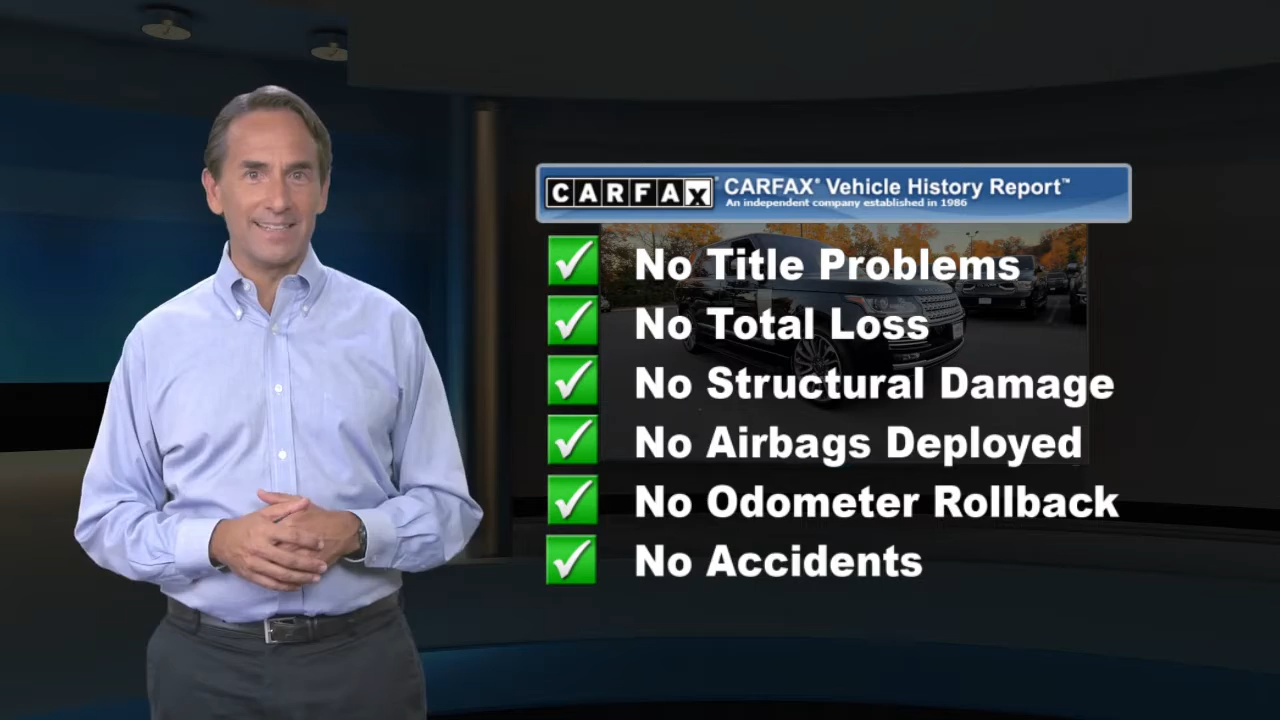 CARFAX® CARFAX® Vehicle History Report™
An independent company established in 1986
No Title Problems
No Total Loss
No Structural Damage
No Airbags Deployed
No Odometer Rollback
No Accidents